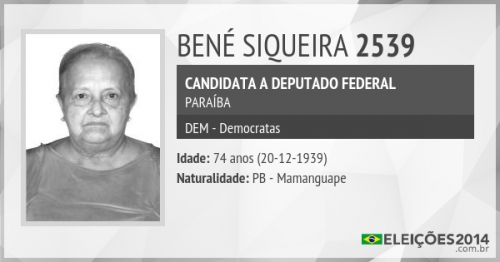 BENÉ SIQUEIRA 2539
CANDIDATA A DEPUTADO FEDERAL
PARAÍBA
DEM - Democratas
Idade: 74 anos (20-12-1939)
Naturalidade: PB - Mamanguape
ELEIÇÕES2014
.com.br